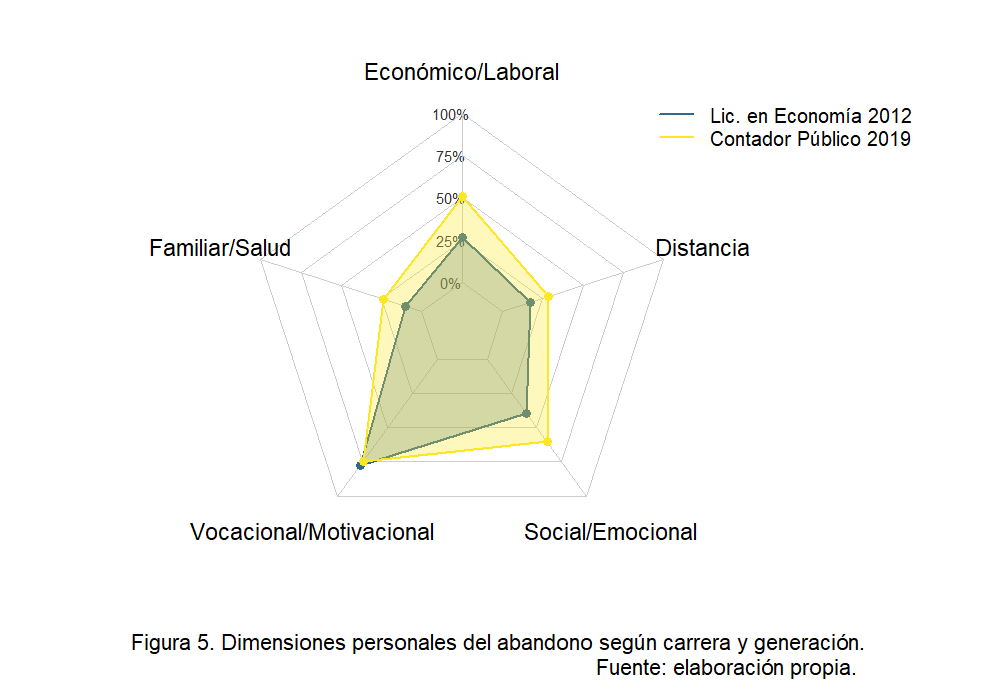 Económico/Laboral
100%
75%
50%
25%
0%
Lic. en Economía 2012
Contador Público 2019
Familiar/Salud
Distancia
Vocacional/Motivacional
Social/Emocional
Figura 5. Dimensiones personales del abandono según carrera y generación.
Fuente: elaboración propia.